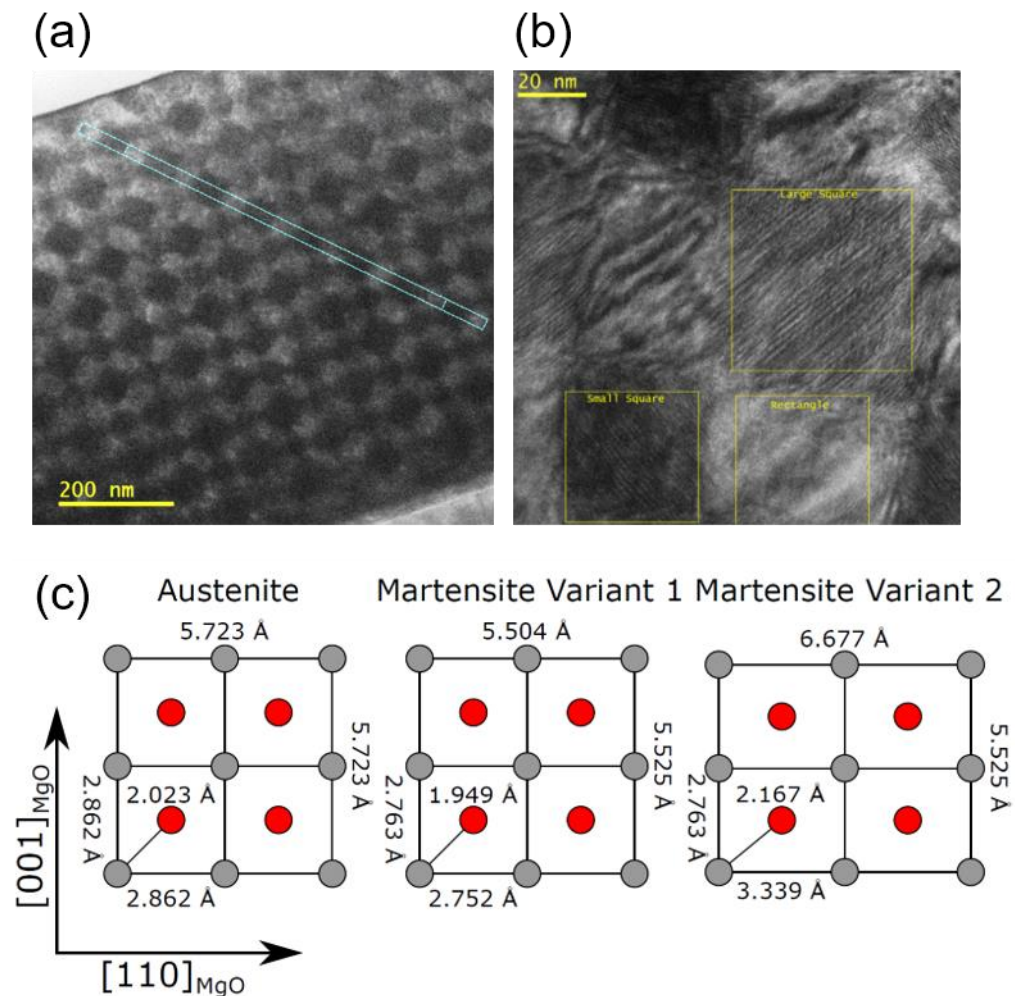 (a)
(b)
20 nm
Large Square
Small Square
Rectangle
200 nm
(c)
Austenite
Martensite Variant 1
Martensite Variant 2
5.723 Å
5.504 Å
6.677 Å
5.723 Å
5.525 Å
5.525 Å
2.862 Å
2.023 Å
2.763 Å
1.949 Å
2.763 Å
2.167 Å
2.862 Å
2.752 Å
3.339 Å
[001]MgO
[110]MgO